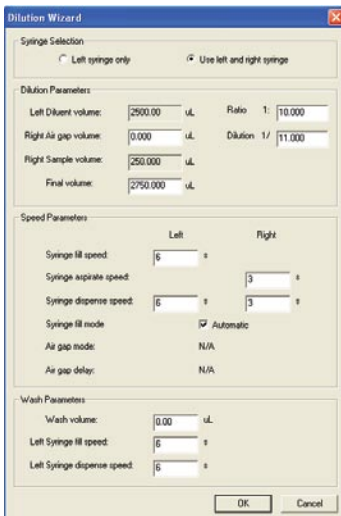 Dilution Wizard
Syringe Selection
Left syringe only Use left and right syringe
Dilution Parameters
Left Diluent volume: 2500.00 uL Ratio 1: 10.000
Right Air gap volume: 0.000 uL Dilution 1/ 11.000
Right Sample volume: 250.000 uL
Final volume: 2750.000 uL
Speed Parameters
Left Right
Syringe fill speed: 6 s
Syringe aspirate speed: 3 s
Syringe dispense speed: 6 s 3 s
Syringe fill mode Automatic
Air gap mode: N/A
Air gap delay: N/A
Wash Parameters
Wash volume: 0.00 uL
Left Syringe fill speed: 6 s
Left Syringe dispense speed: 6 s
OK Cancel